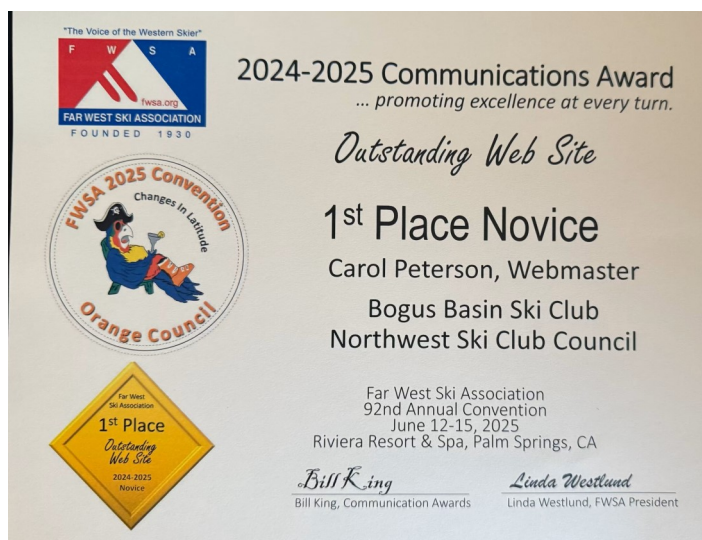 "The Voice of the Western Skier"
F W S A
fwsa.org
FAR WEST SKI ASSOCIATION
FOUNDED 1930
2024-2025 Communications Award
... promoting excellence at every turn.
Outstanding Web Site
FWSA 2025 Convention
Changes In Latitude
Orange Council
1st Place Novice
Carol Peterson, Webmaster
Bogus Basin Ski Club
Northwest Ski Club Council
Far West
Ski Association
1st Place
Outstanding
Web Site
2024-2025
Novice
Far West Ski Association
92nd Annual Convention
June 12-15, 2025
Riviera Resort & Spa, Palm Springs, CA
Bill King
Bill King, Communication Awards
Linda Westlund
Linda Westlund, FWSA President